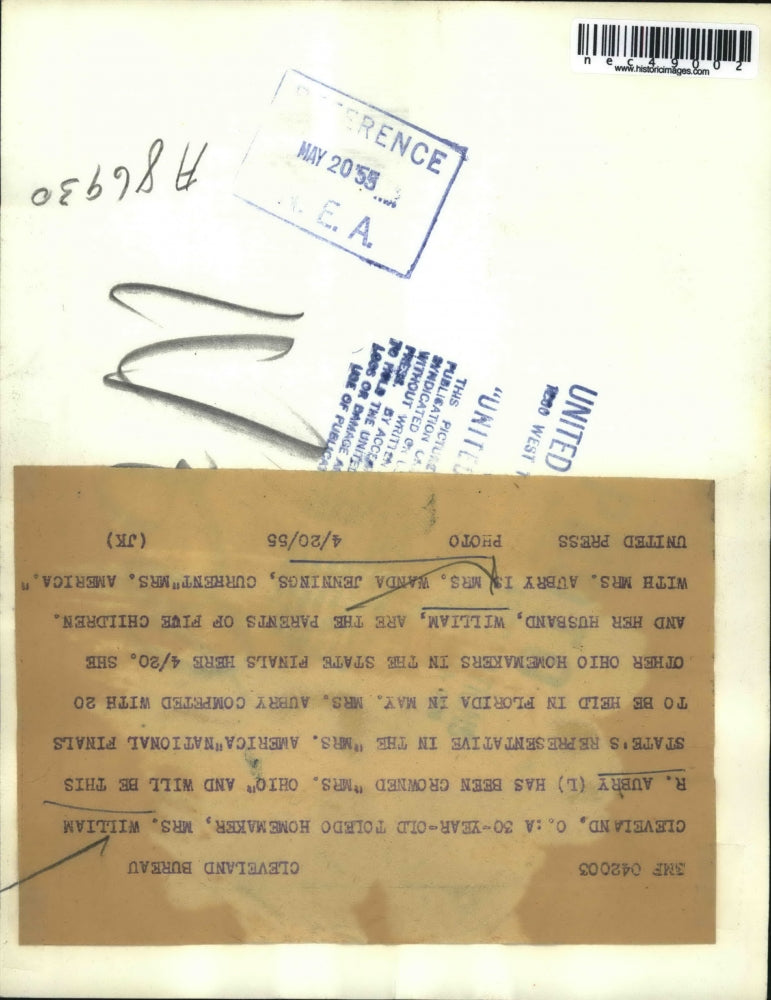 nec49002
www.historicimages.com
REFERENCE
MAY 20 '55
E. A.
A86930
UNITED
WEST
"UNITED
THIS PICTURE
PUBLICATION
SYNDICATED
WITHOUT WRITTEN
PRESS.
BY
THE UNITED
LOSS OR DAMAGE
USE OF
3MF 042003 CLEVELAND BUREAU
CLEVELAND, O.: A 30-YEAR-OLD TOLEDO HOMEMAKER, MRS. WILLIAM
R. AUBRY (L) HAS BEEN CROWNED "MRS. OHIO" AND WILL BE THIS
STATE'S REPRESENTATIVE IN THE "MRS. AMERICA" NATIONAL FINALS
TO BE HELD IN FLORIDA IN MAY. MRS. AUBRY COMPETED WITH 20
OTHER OHIO HOMEMAKERS IN THE STATE FINALS HERE 4/20. SHE
AND HER HUSBAND, WILLIAM, ARE THE PARENTS OF FIVE CHILDREN.
WITH MRS. AUBRY IS MRS. WANDA JENNINGS, CURRENT "MRS. AMERICA."
UNITED PRESS PHOTO 4/20/55 (JK)